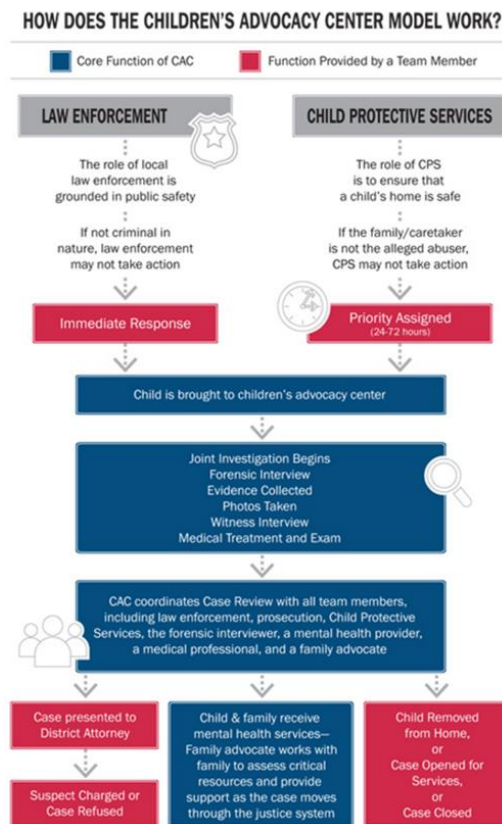 HOW DOES THE CHILDREN'S ADVOCACY CENTER MODEL WORK?
Core Function of CAC
Function Provided by a Team Member
LAW ENFORCEMENT
The role of local
law enforcement is
grounded in public safety
If not criminal in
nature, law enforcement
may not take action
Immediate Response
CHILD PROTECTIVE SERVICES
The role of CPS
is to ensure that
a child's home is safe
If the family/caretaker
is not the alleged abuser,
CPS may not take action
Priority Assigned
(24-72 hours)
Child is brought to children's advocacy center
Joint Investigation Begins
Forensic Interview
Evidence Collected
Photos Taken
Witness Interview
Medical Treatment and Exam
CAC coordinates Case Review with all team members,
including law enforcement, prosecution, Child Protective
Services, the forensic interviewer, a mental health provider,
a medical professional, and a family advocate
Case presented to
District Attorney
Suspect Charged or
Case Refused
Child & family receive
mental health services—
Family advocate works with
family to assess critical
resources and provide
support as the case moves
through the justice system
Child Removed
from Home,
or
Case Opened for
Services,
or
Case Closed